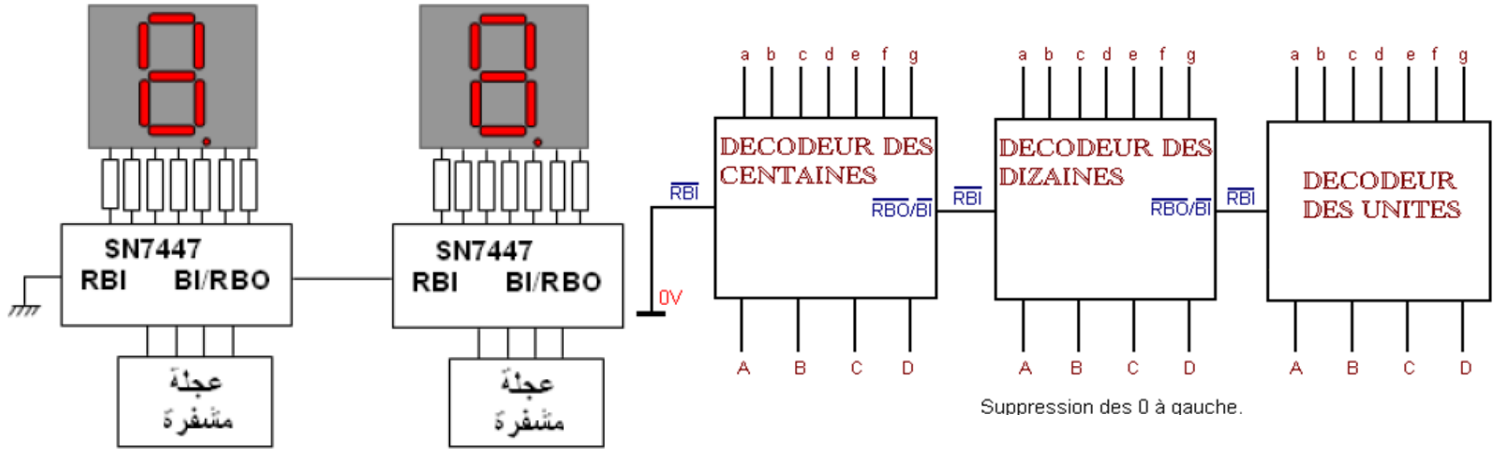 SN7447
RBI BI/RBO
عجلة
مشفرة
SN7447
RBI BI/RBO
عجلة
مشفرة
a b c d e f g
DECODEUR DES
CENTAINES
RBI
RBO/BI
0V
A B C D
a b c d e f g
DECODEUR DES
DIZAINES
RBI
RBO/BI
A B C D
a b c d e f g
DECODEUR
DES UNITES
RBI
A B C D
Suppression des 0 à gauche.